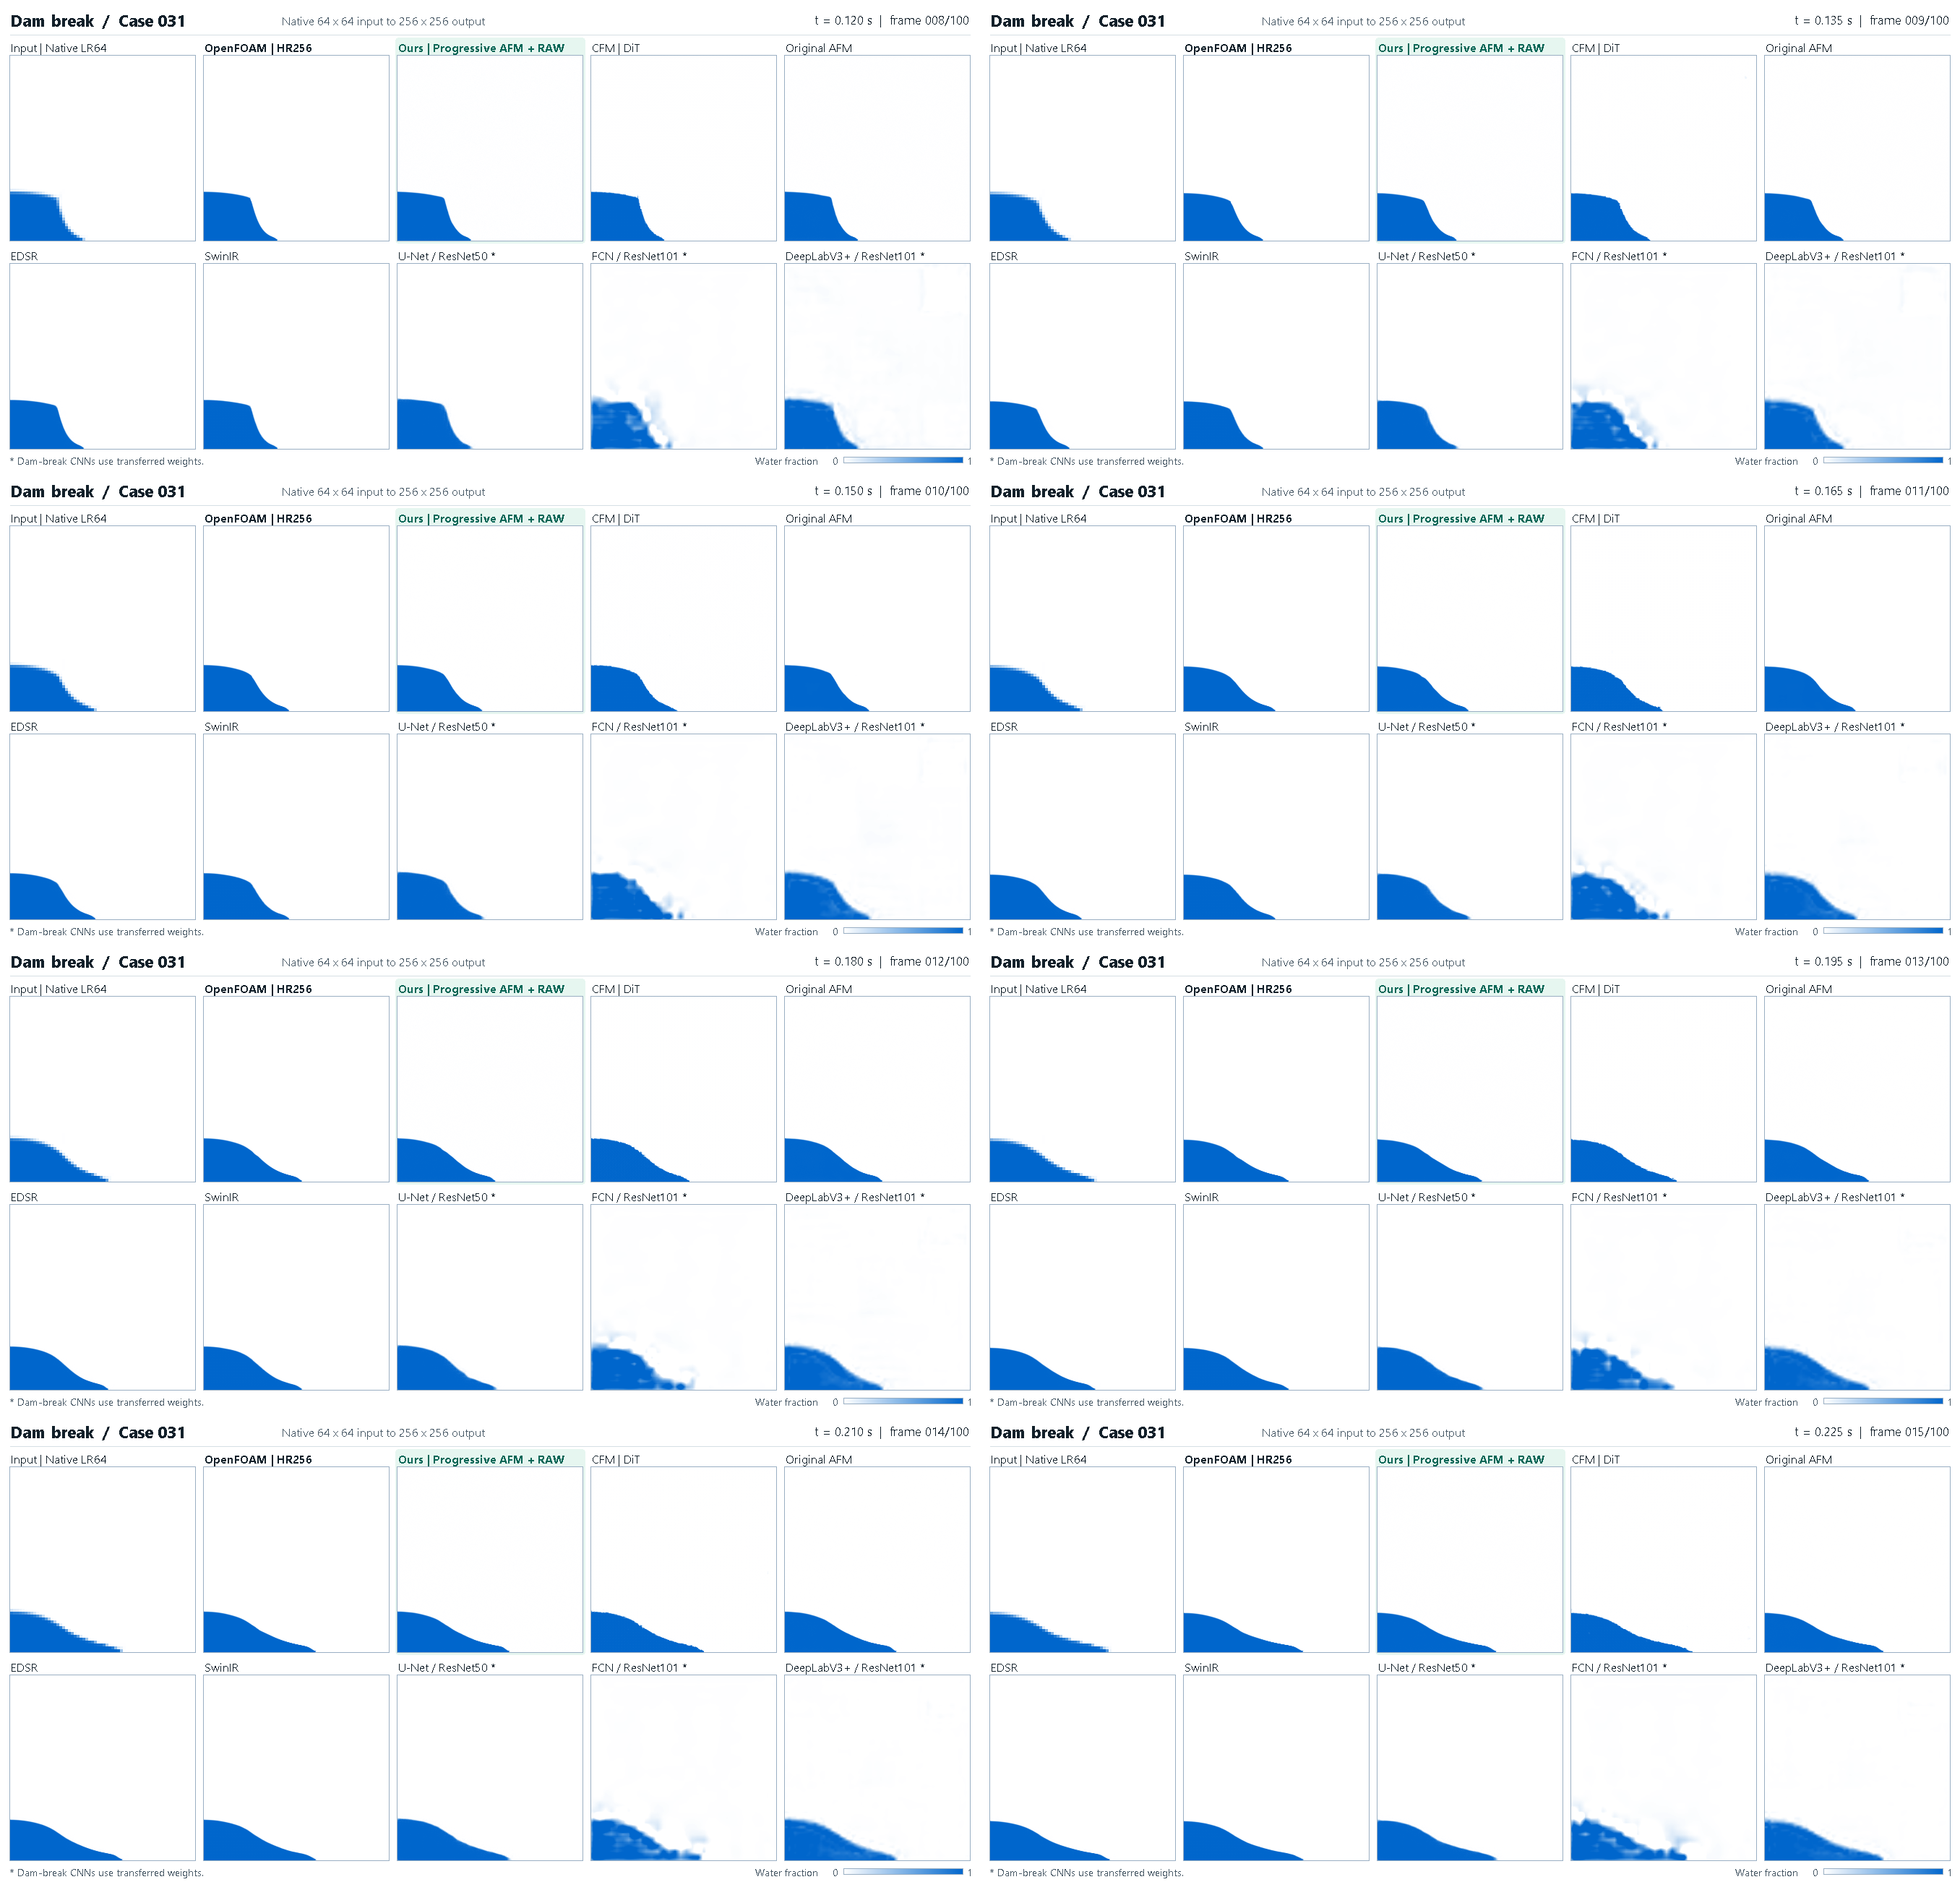 Dam break / Case 031 Native 64 x 64 input to 256 x 256 output t = 0.120 s | frame 008/100
Input | Native LR64 OpenFOAM | HR256 Ours | Progressive AFM + RAW CFM | DiT Original AFM
EDSR SwinIR U-Net / ResNet50 * FCN / ResNet101 * DeepLabV3+ / ResNet101 *
* Dam-break CNNs use transferred weights. Water fraction 0 1
Dam break / Case 031 Native 64 x 64 input to 256 x 256 output t = 0.135 s | frame 009/100
Input | Native LR64 OpenFOAM | HR256 Ours | Progressive AFM + RAW CFM | DiT Original AFM
EDSR SwinIR U-Net / ResNet50 * FCN / ResNet101 * DeepLabV3+ / ResNet101 *
* Dam-break CNNs use transferred weights. Water fraction 0 1
Dam break / Case 031 Native 64 x 64 input to 256 x 256 output t = 0.150 s | frame 010/100
Input | Native LR64 OpenFOAM | HR256 Ours | Progressive AFM + RAW CFM | DiT Original AFM
EDSR SwinIR U-Net / ResNet50 * FCN / ResNet101 * DeepLabV3+ / ResNet101 *
* Dam-break CNNs use transferred weights. Water fraction 0 1
Dam break / Case 031 Native 64 x 64 input to 256 x 256 output t = 0.165 s | frame 011/100
Input | Native LR64 OpenFOAM | HR256 Ours | Progressive AFM + RAW CFM | DiT Original AFM
EDSR SwinIR U-Net / ResNet50 * FCN / ResNet101 * DeepLabV3+ / ResNet101 *
* Dam-break CNNs use transferred weights. Water fraction 0 1
Dam break / Case 031 Native 64 x 64 input to 256 x 256 output t = 0.180 s | frame 012/100
Input | Native LR64 OpenFOAM | HR256 Ours | Progressive AFM + RAW CFM | DiT Original AFM
EDSR SwinIR U-Net / ResNet50 * FCN / ResNet101 * DeepLabV3+ / ResNet101 *
* Dam-break CNNs use transferred weights. Water fraction 0 1
Dam break / Case 031 Native 64 x 64 input to 256 x 256 output t = 0.195 s | frame 013/100
Input | Native LR64 OpenFOAM | HR256 Ours | Progressive AFM + RAW CFM | DiT Original AFM
EDSR SwinIR U-Net / ResNet50 * FCN / ResNet101 * DeepLabV3+ / ResNet101 *
* Dam-break CNNs use transferred weights. Water fraction 0 1
Dam break / Case 031 Native 64 x 64 input to 256 x 256 output t = 0.210 s | frame 014/100
Input | Native LR64 OpenFOAM | HR256 Ours | Progressive AFM + RAW CFM | DiT Original AFM
EDSR SwinIR U-Net / ResNet50 * FCN / ResNet101 * DeepLabV3+ / ResNet101 *
* Dam-break CNNs use transferred weights. Water fraction 0 1
Dam break / Case 031 Native 64 x 64 input to 256 x 256 output t = 0.225 s | frame 015/100
Input | Native LR64 OpenFOAM | HR256 Ours | Progressive AFM + RAW CFM | DiT Original AFM
EDSR SwinIR U-Net / ResNet50 * FCN / ResNet101 * DeepLabV3+ / ResNet101 *
* Dam-break CNNs use transferred weights. Water fraction 0 1